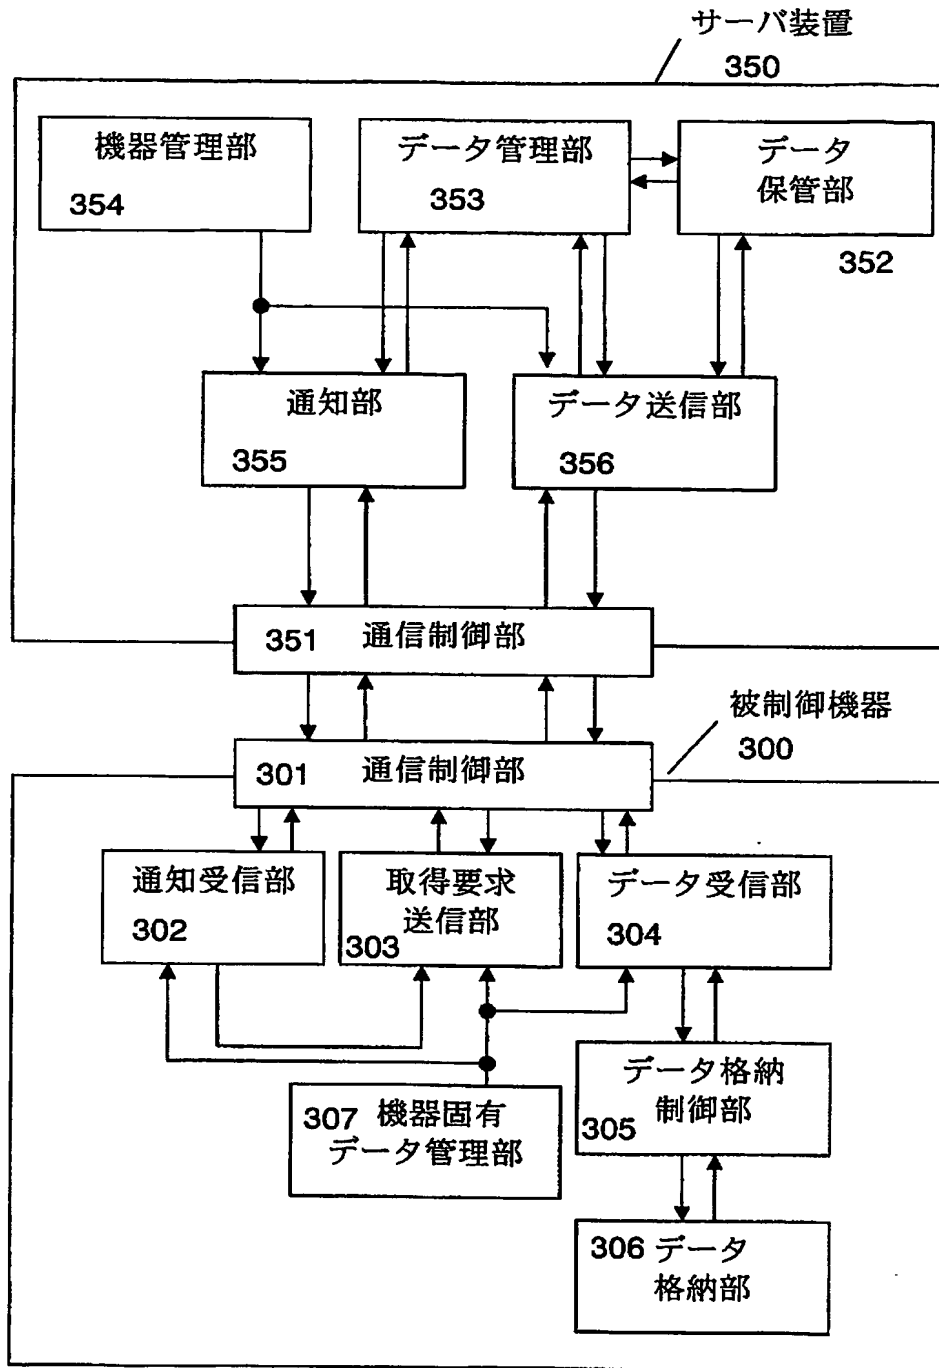 サーバ装置
350
機器管理部
354
データ管理部
353
データ
保管部
352
通知部
355
データ送信部
356
351 通信制御部
被制御機器
300
301 通信制御部
通知受信部
302
取得要求
送信部
303
データ受信部
304
データ格納
制御部
305
307 機器固有
データ管理部
306 データ
格納部